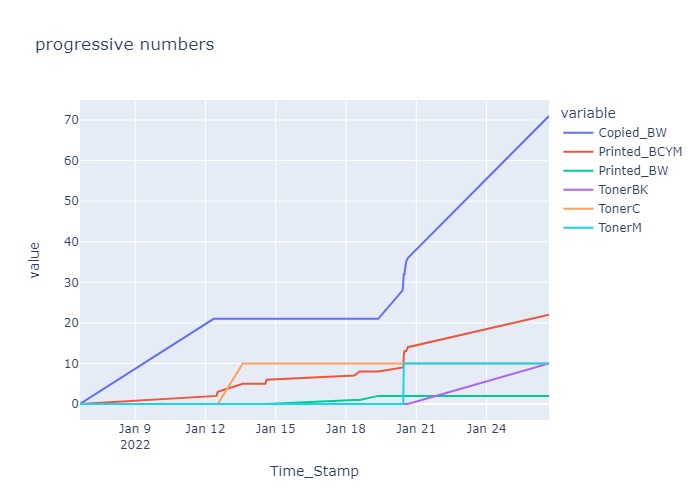 progressive numbers
variable
Copied_BW
Printed_BCYM
Printed_BW
TonerBK
TonerC
TonerM
value
70
60
50
40
30
20
10
0
Jan 9 Jan 12 Jan 15 Jan 18 Jan 21 Jan 24
2022
Time_Stamp